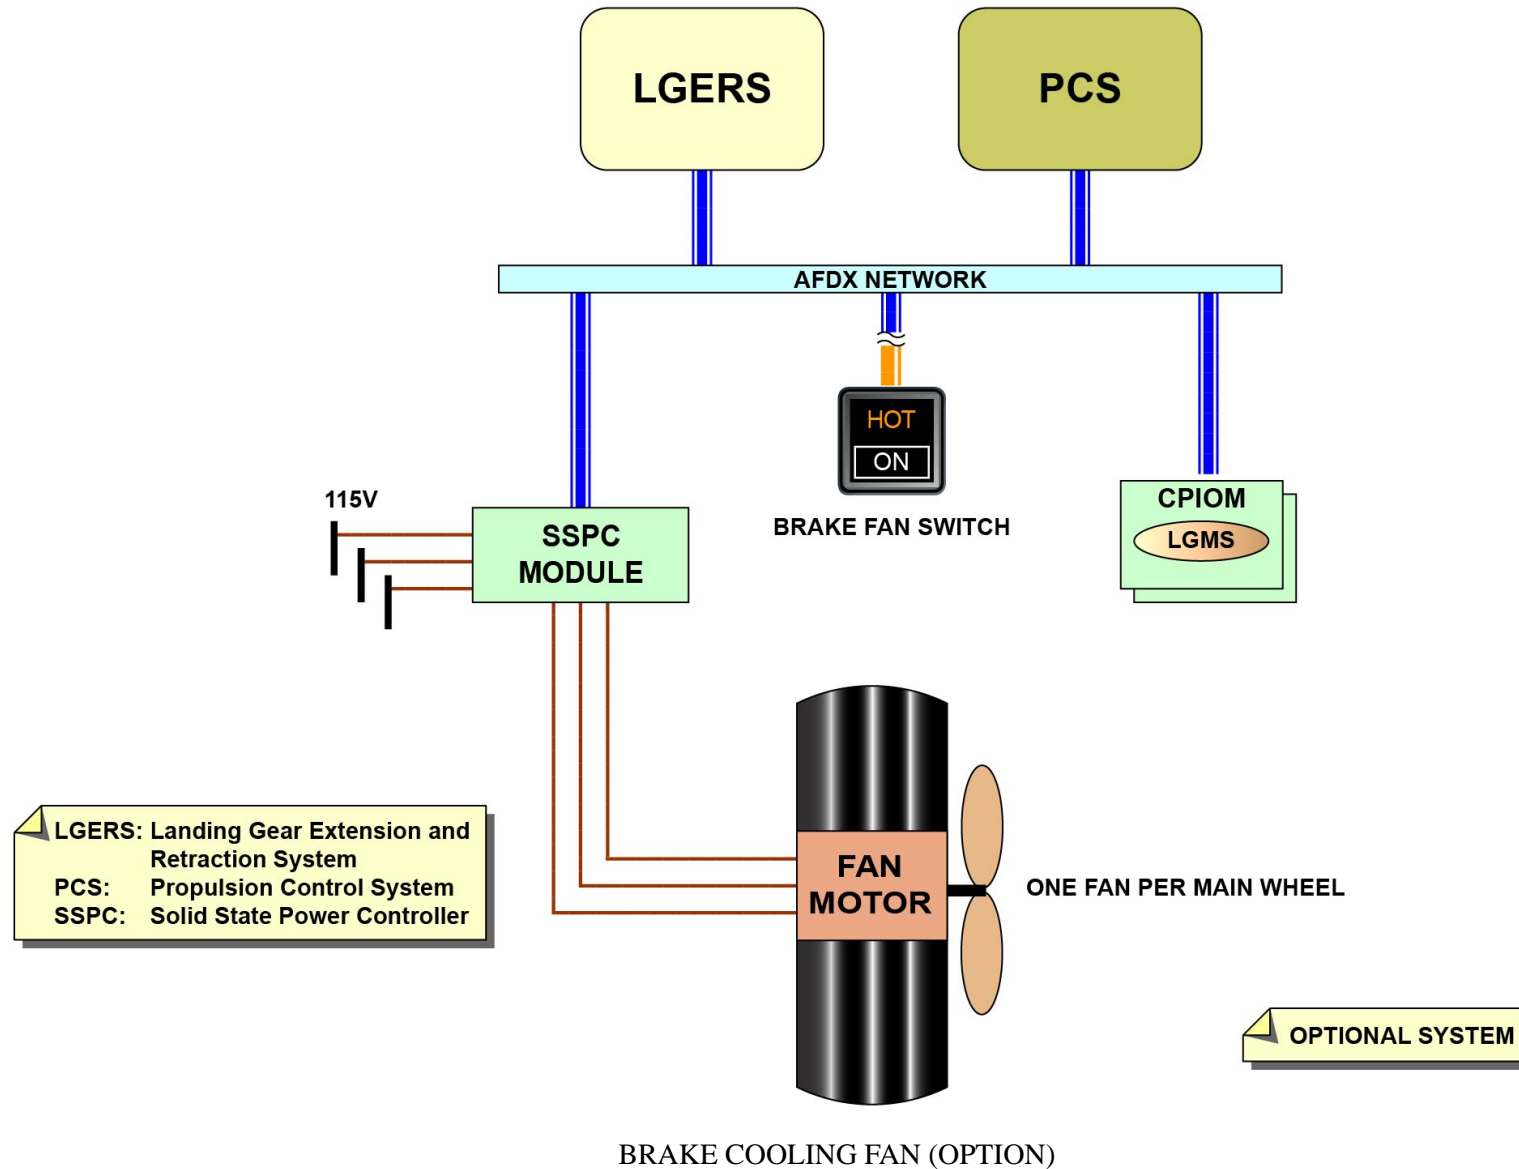 LGERS
PCS
AFDX NETWORK
HOT
ON
BRAKE FAN SWITCH
115V
SSPC
MODULE
CPIOM
LGMS
LGERS: Landing Gear Extension and
Retraction System
PCS: Propulsion Control System
SSPC: Solid State Power Controller
FAN
MOTOR
ONE FAN PER MAIN WHEEL
OPTIONAL SYSTEM
BRAKE COOLING FAN (OPTION)